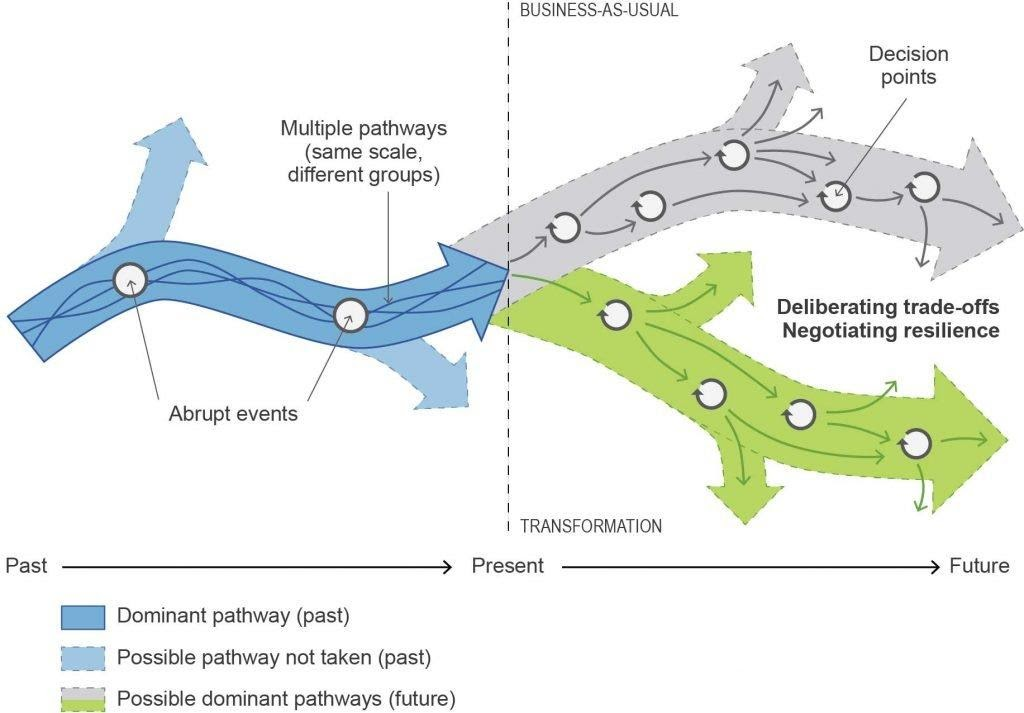 BUSINESS-AS-USUAL
Decision
points
Multiple pathways
(same scale,
different groups)
Deliberating trade-offs
Negotiating resilience
Abrupt events
TRANSFORMATION
Past
Present
Future
Dominant pathway (past)
Possible pathway not taken (past)
Possible dominant pathways (future)